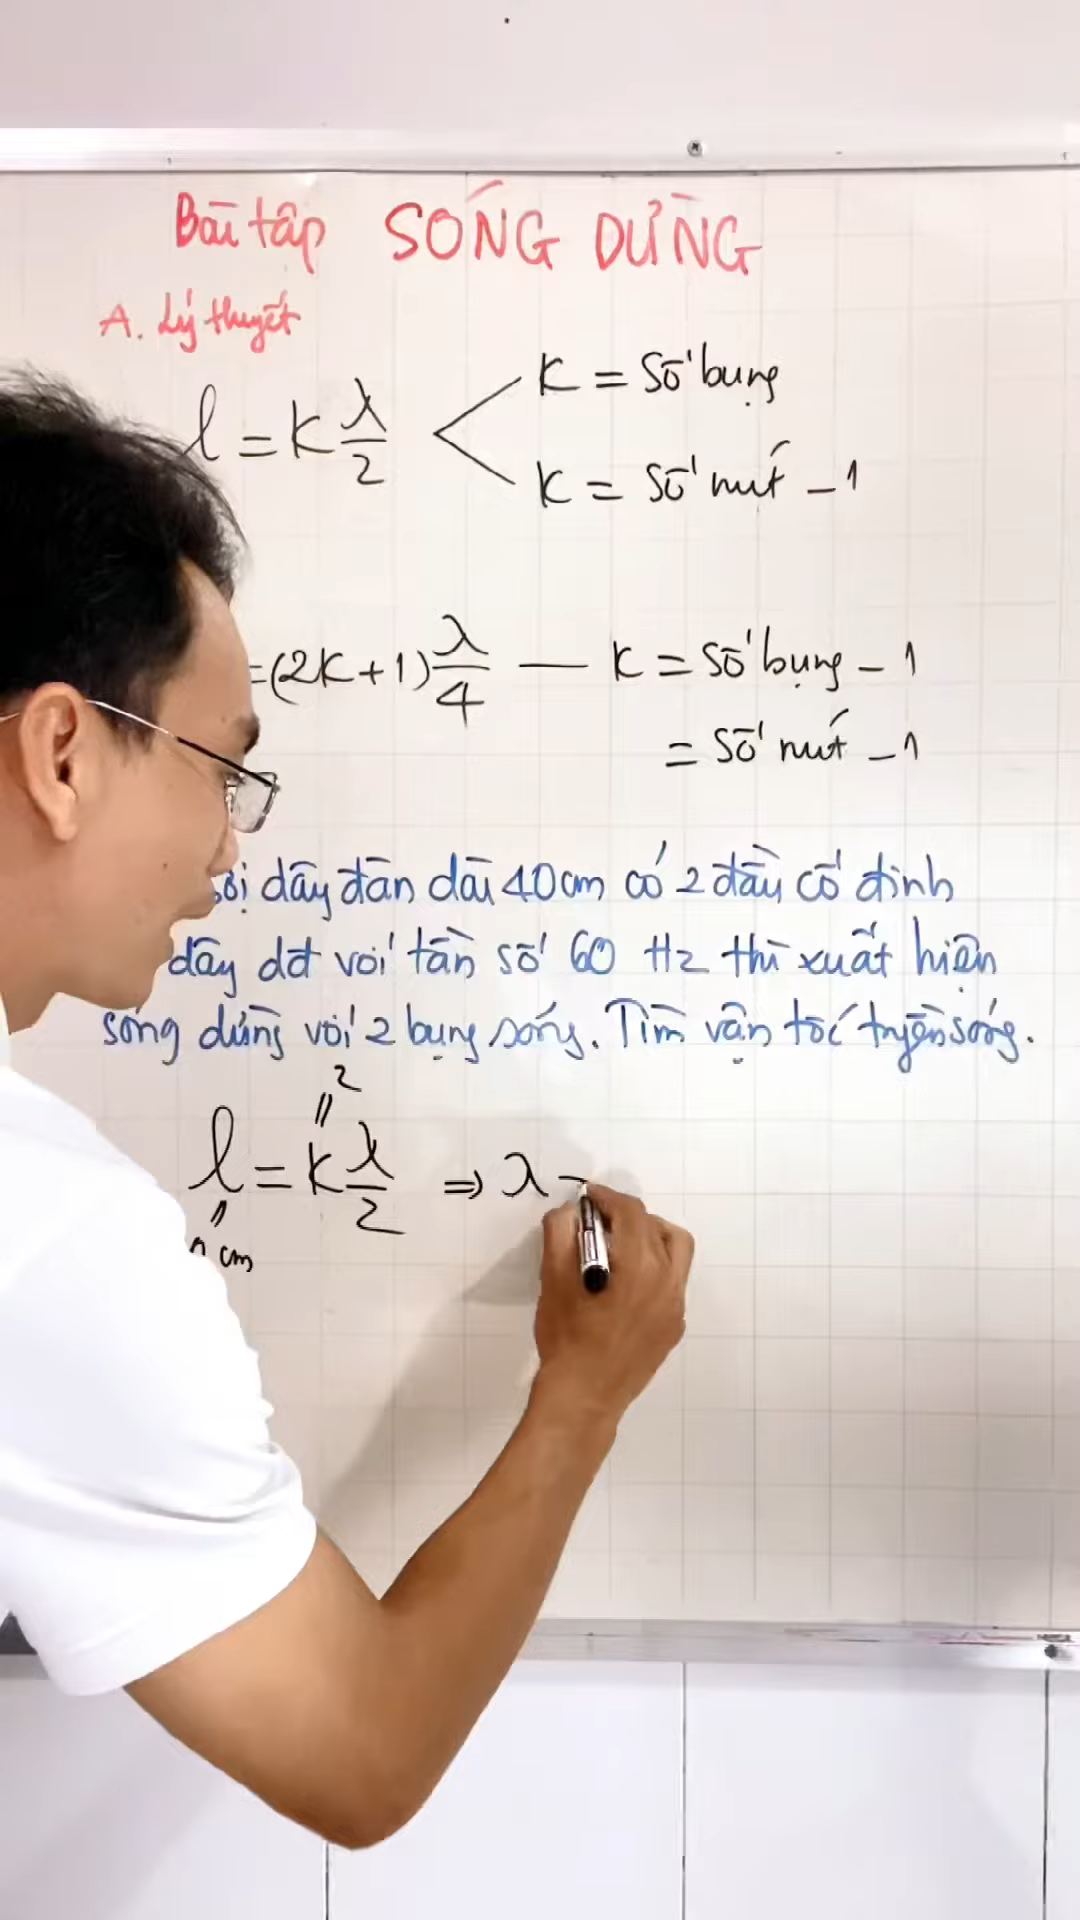 Bài tập SÓNG DỪNG
A. Lý thuyết
l = k λ/2
k = số bụng
k = số nút - 1
=(2k+1) λ/4 — k = số bụng - 1
= số nút - 1
dây đàn dài 40cm có 2 đầu cố định
dây dđ với tần số 60 Hz thì xuất hiện
sóng dừng với 2 bụng sóng. Tìm vận tốc truyền sóng.
2
l = k λ/2 ⇒ λ =
cm